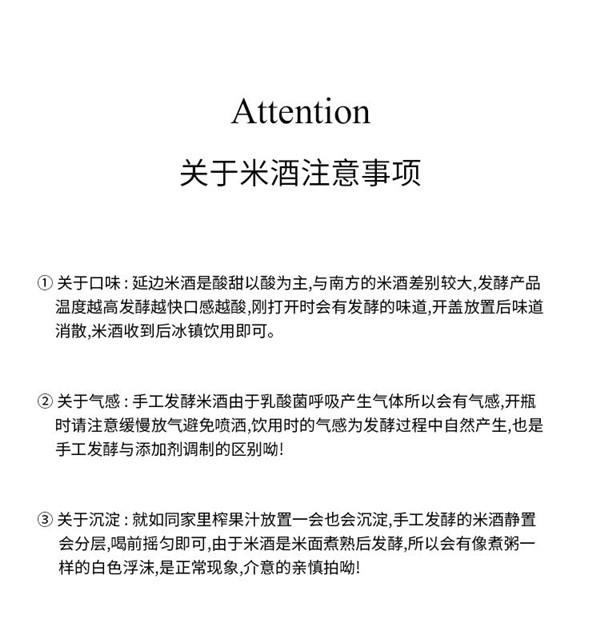 Attention
关于米酒注意事项
① 关于口味 : 延边米酒是酸甜以酸为主,与南方的米酒差别较大,发酵产品
温度越高发酵越快口感越酸,刚打开时会有发酵的味道,开盖放置后味道
消散,米酒收到后冰镇饮用即可。
② 关于气感 : 手工发酵米酒由于乳酸菌呼吸产生气体所以会有气感,开瓶
时请注意缓慢放气避免喷洒,饮用时的气感为发酵过程中自然产生,也是
手工发酵与添加剂调制的区别呦!
③ 关于沉淀 : 就如同家里榨果汁放置一会也会沉淀,手工发酵的米酒静置
会分层,喝前摇匀即可,由于米酒是米面煮熟后发酵,所以会有像煮粥一
样的白色浮沫,是正常现象,介意的亲慎拍呦!